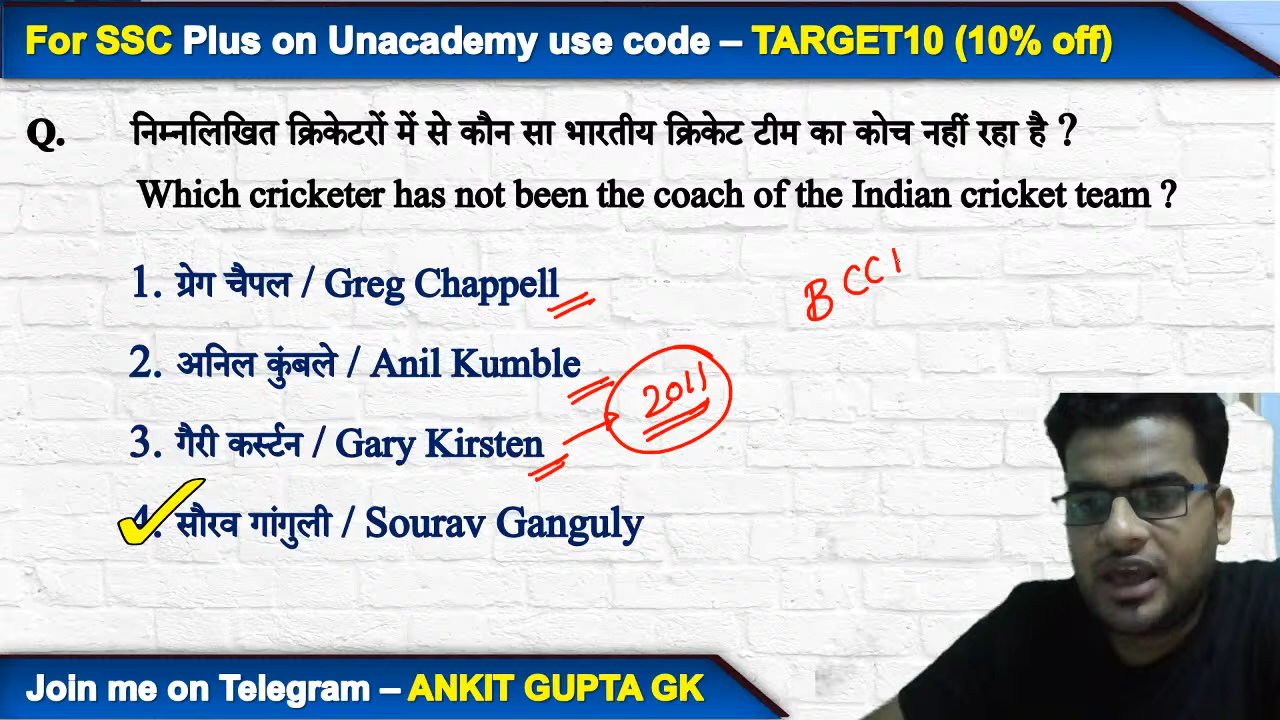 For SSC Plus on Unacademy use code – TARGET10 (10% off)
Q. निम्नलिखित क्रिकेटरों में से कौन सा भारतीय क्रिकेट टीम का कोच नहीं रहा है ?
Which cricketer has not been the coach of the Indian cricket team ?
1. ग्रेग चैपल / Greg Chappell
BCCI
2. अनिल कुंबले / Anil Kumble
2011
3. गैरी कर्स्टन / Gary Kirsten
4. सौरव गांगुली / Sourav Ganguly
Join me on Telegram – ANKIT GUPTA GK